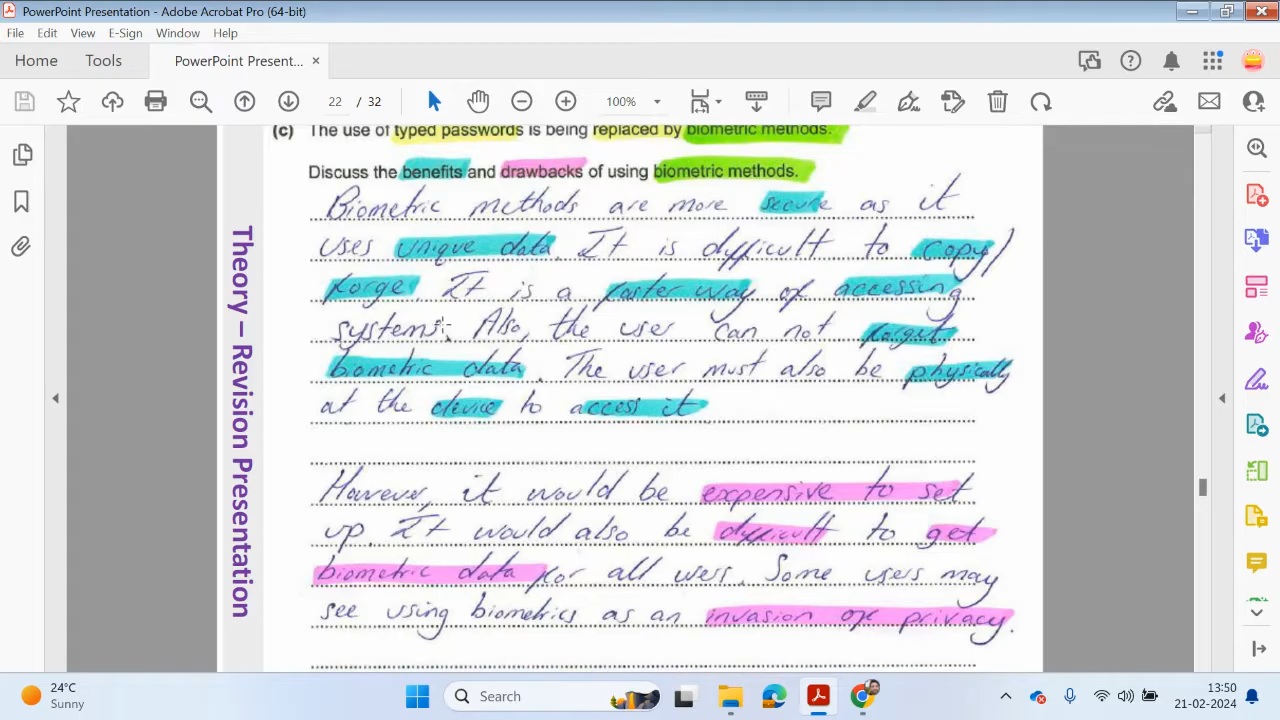 PowerPoint Presentation - Adobe Acrobat Pro (64-bit)
File Edit View E-Sign Window Help
Home Tools PowerPoint Present... ×
22 / 32 100%
(c) The use of typed passwords is being replaced by biometric methods.
Discuss the benefits and drawbacks of using biometric methods.
Biometric methods are more secure as it
uses unique data. It is difficult to copy/
forge. It is a faster way of accessing
systems. Also, the user can not forget
biometric data. The user must also be physically
at the device to access it
However, it would be expensive to set
up. It would also be difficult to get
biometric data for all users. Some users may
see using biometrics as an invasion of privacy.
Theory – Revision Presentation
24°C
Sunny
Search
13:50
21-02-2024